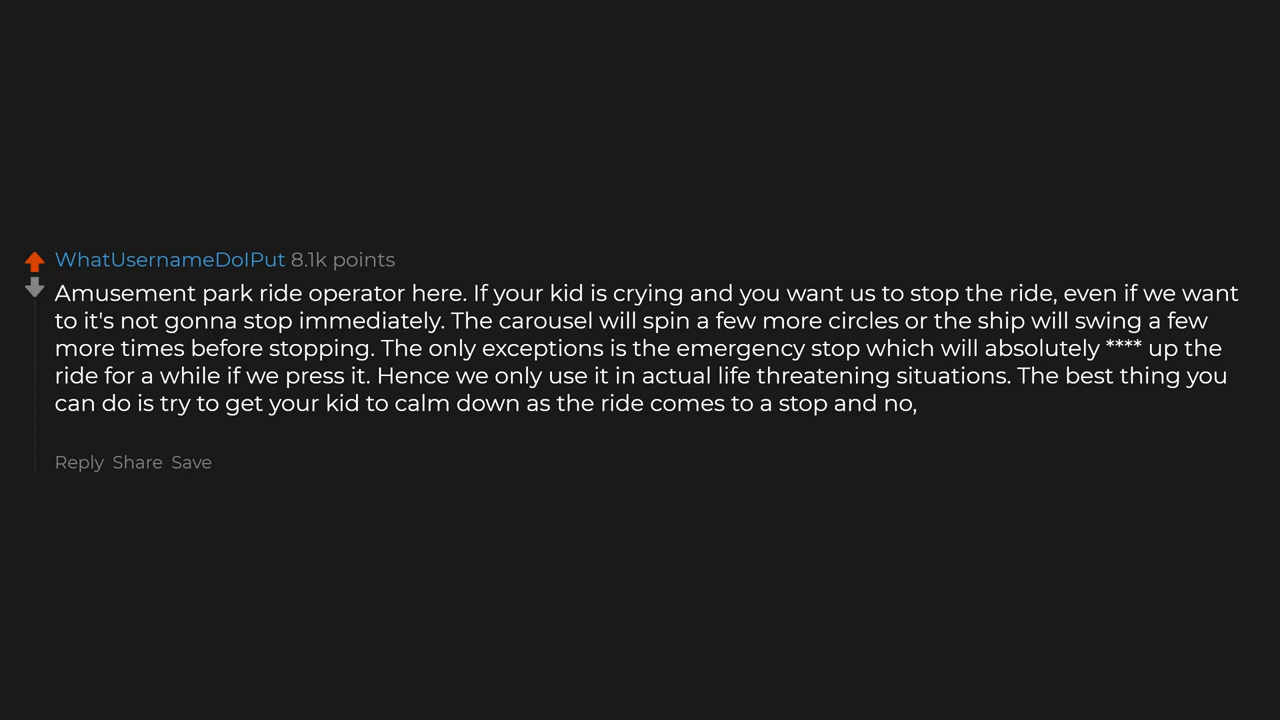 WhatUsernameDoIPut 8.1k points
Amusement park ride operator here. If your kid is crying and you want us to stop the ride, even if we want
to it's not gonna stop immediately. The carousel will spin a few more circles or the ship will swing a few
more times before stopping. The only exceptions is the emergency stop which will absolutely **** up the
ride for a while if we press it. Hence we only use it in actual life threatening situations. The best thing you
can do is try to get your kid to calm down as the ride comes to a stop and no,
Reply Share Save